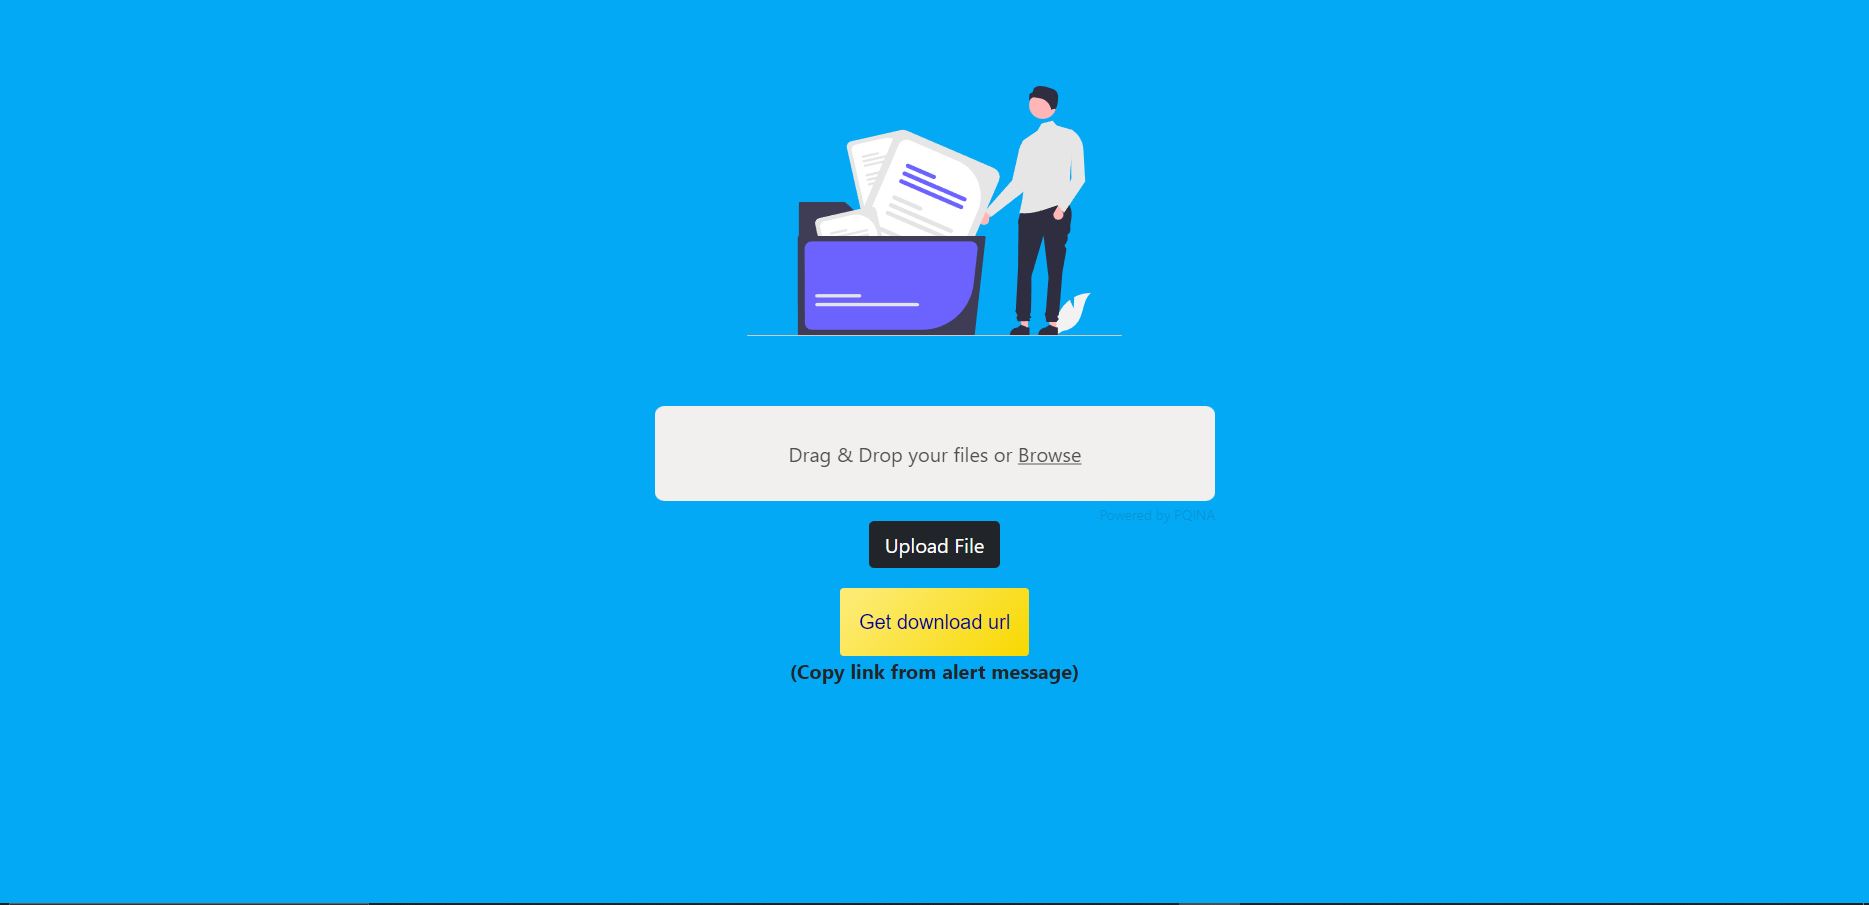 Drag & Drop your files or Browse
Powered by PQINA
Upload File
Get download url
(Copy link from alert message)